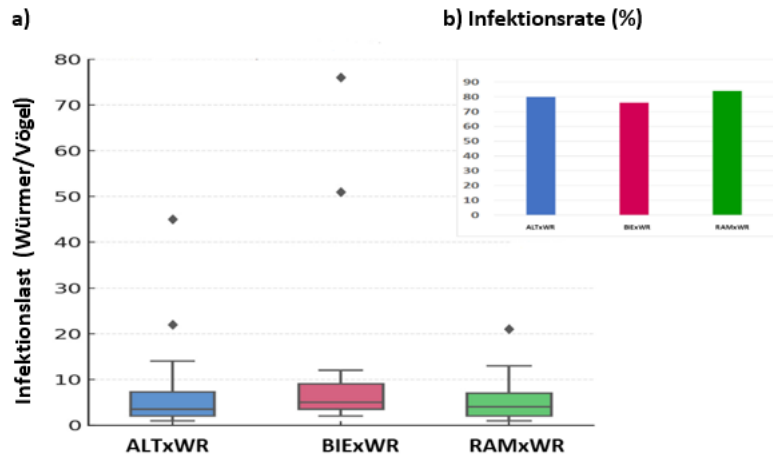 a)
b) Infektionsrate (%)
Infektionslast (Würmer/Vögel)
80
70
60
50
40
30
20
10
0
ALTxWR
BIExWR
RAMxWR
90
80
70
60
50
40
30
20
10
0
ALTxWR
BIExWR
RAMxWR